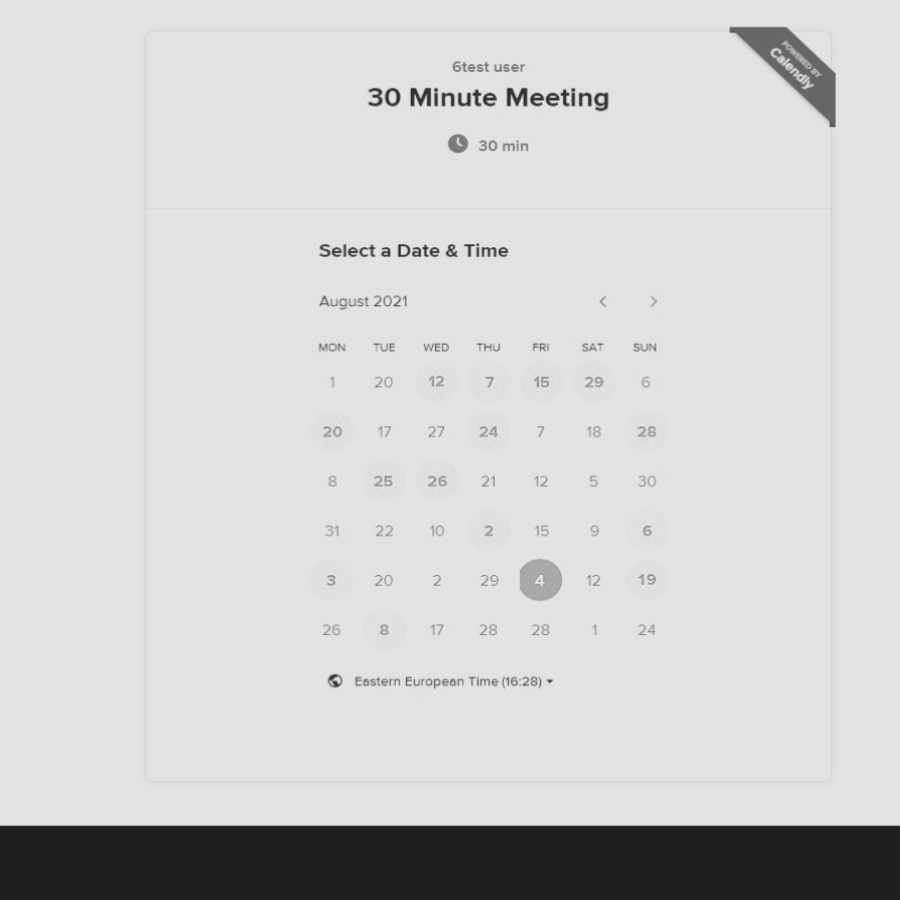 POWERED BY
Calendly
6test user
30 Minute Meeting
30 min
Select a Date & Time
August 2021
MON TUE WED THU FRI SAT SUN
1 20 12 7 15 29 6
20 17 27 24 7 18 28
8 25 26 21 12 5 30
31 22 10 2 15 9 6
3 20 2 29 4 12 19
26 8 17 28 28 1 24
Eastern European Time (16:28)